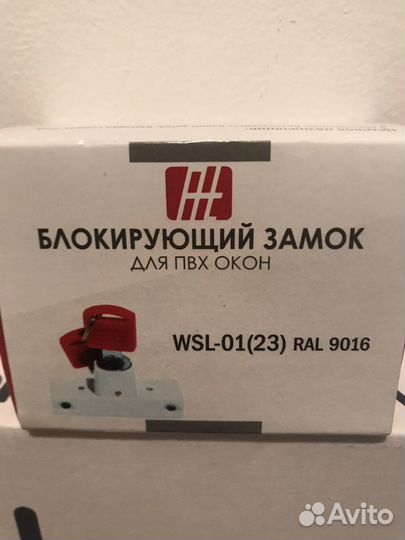 БЛОКИРУЮЩИЙ ЗАМОК
ДЛЯ ПВХ ОКОН
WSL-01(23) RAL 9016
Avito